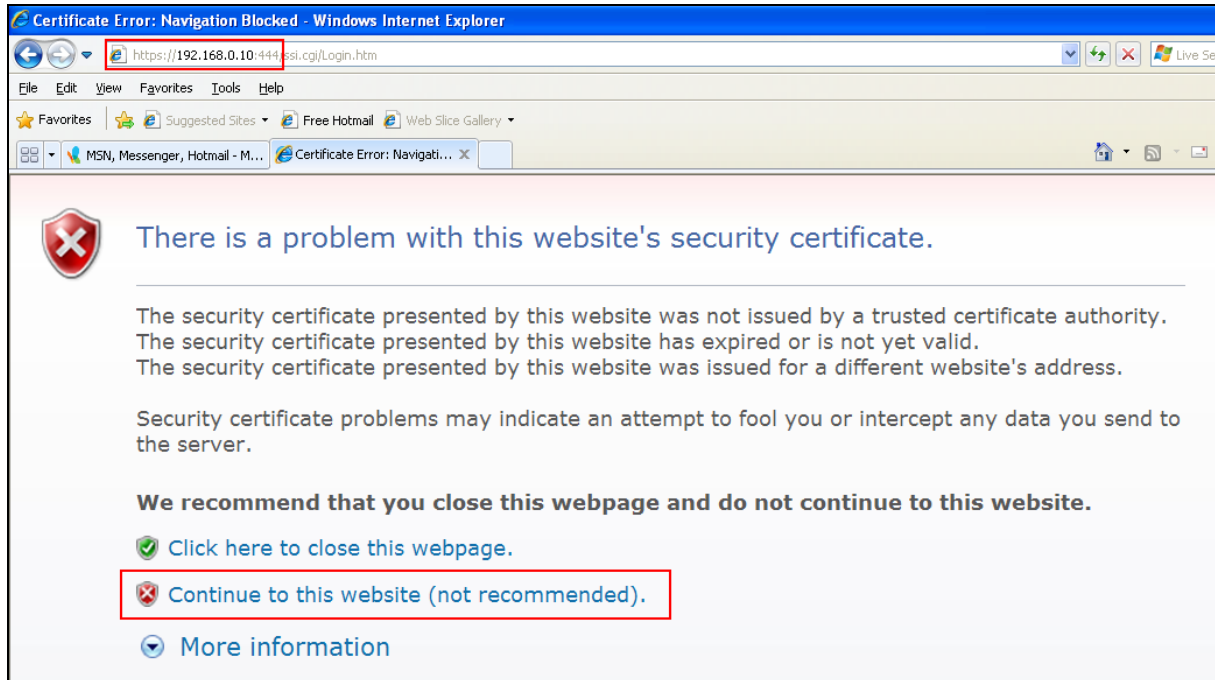 Certificate Error: Navigation Blocked - Windows Internet Explorer
https://192.168.0.10:444/ssi.cgi/Login.htm
Live Se
File Edit View Favorites Tools Help
Favorites Suggested Sites Free Hotmail Web Slice Gallery
MSN, Messenger, Hotmail - M... Certificate Error: Navigati... X
There is a problem with this website's security certificate.
The security certificate presented by this website was not issued by a trusted certificate authority.
The security certificate presented by this website has expired or is not yet valid.
The security certificate presented by this website was issued for a different website's address.
Security certificate problems may indicate an attempt to fool you or intercept any data you send to
the server.
We recommend that you close this webpage and do not continue to this website.
Click here to close this webpage.
Continue to this website (not recommended).
More information